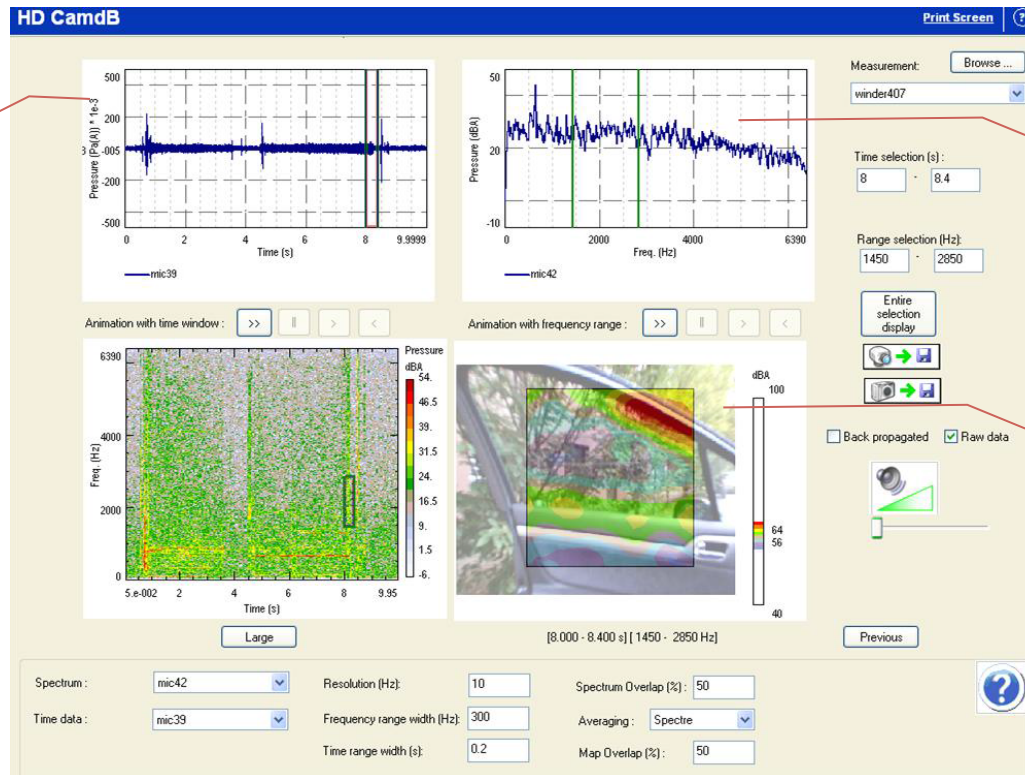 HD CamdB
Print Screen
?
500
200
-005
-200
-500
Pressure (Pa(A)) * 1e-3
0 2 4 6 8 9.9999
Time (s)
mic39
50
20
-10
Pressure (dBA)
0 2000 4000 6390
Freq. (Hz)
mic42
Measurement: Browse ...
winder407
Time selection (s) :
8 - 8.4
Range selection (Hz):
1450 - 2850
Entire
selection
display
Animation with time window : >> || > <
Animation with frequency range : >> || > <
6390
4000
2000
0
Freq. (Hz)
5.e-002 2 4 6 8 9.95
Time (s)
Pressure
dBA
54.
46.5
39.
31.5
24.
16.5
9.
1.5
-6.
dBA
100
64
56
40
Back propagated Raw data
Large
[8.000 - 8.400 s] [ 1450 - 2850 Hz]
Previous
Spectrum : mic42 Resolution (Hz): 10 Spectrum Overlap (%) : 50
Time data : mic39 Frequency range width (Hz): 300 Averaging : Spectre
Time range width (s): 0.2 Map Overlap (%) : 50
?